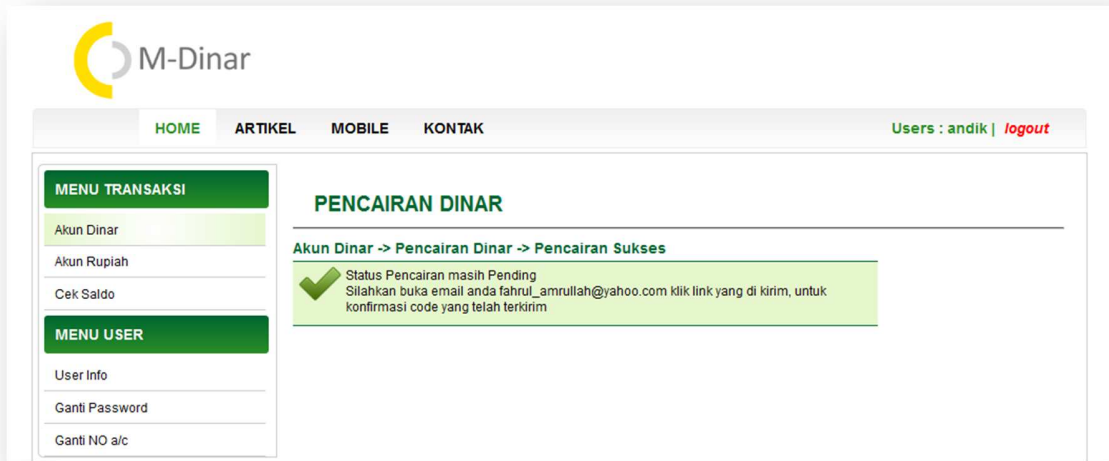 M-Dinar
HOME ARTIKEL MOBILE KONTAK Users : andik | logout
MENU TRANSAKSI
Akun Dinar
Akun Rupiah
Cek Saldo
MENU USER
User Info
Ganti Password
Ganti NO a/c
PENCAIRAN DINAR
Akun Dinar -> Pencairan Dinar -> Pencairan Sukses
Status Pencairan masih Pending
Silahkan buka email anda fahrul_amrullah@yahoo.com klik link yang di kirim, untuk
konfirmasi code yang telah terkirim